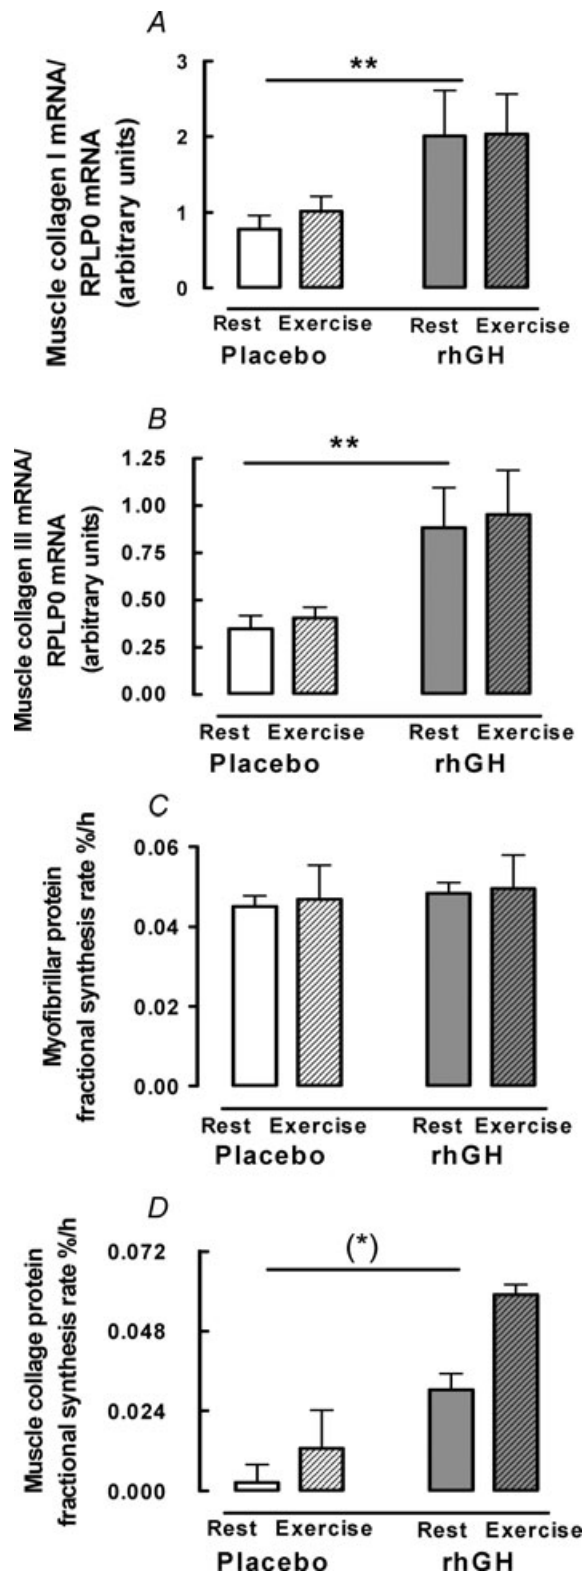 A
Muscle collagen I mRNA/
RPLP0 mRNA
(arbitrary units)
3
2
1
0
**
Rest Exercise Rest Exercise
Placebo rhGH
B
Muscle collagen III mRNA/
RPLP0 mRNA
(arbitrary units)
1.25
1.00
0.75
0.50
0.25
0.00
**
Rest Exercise Rest Exercise
Placebo rhGH
C
Myofibrillar protein
fractional synthesis rate %/h
0.06
0.04
0.02
0.00
Rest Exercise Rest Exercise
Placebo rhGH
D
Muscle collage protein
fractional synthesis rate %/h
0.072
0.048
0.024
0.000
(*)
Rest Exercise Rest Exercise
Placebo rhGH